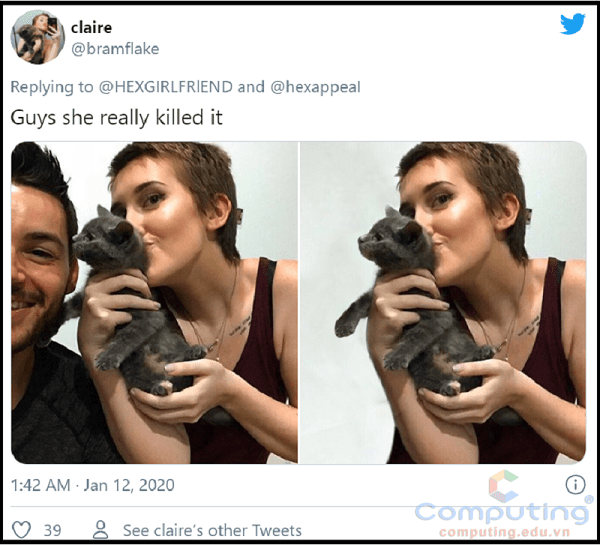 claire
@bramflake
Replying to @HEXGIRLFRIEND and @hexappeal
Guys she really killed it
1:42 AM · Jan 12, 2020
39 See claire's other Tweets
Computing®
computing.edu.vn